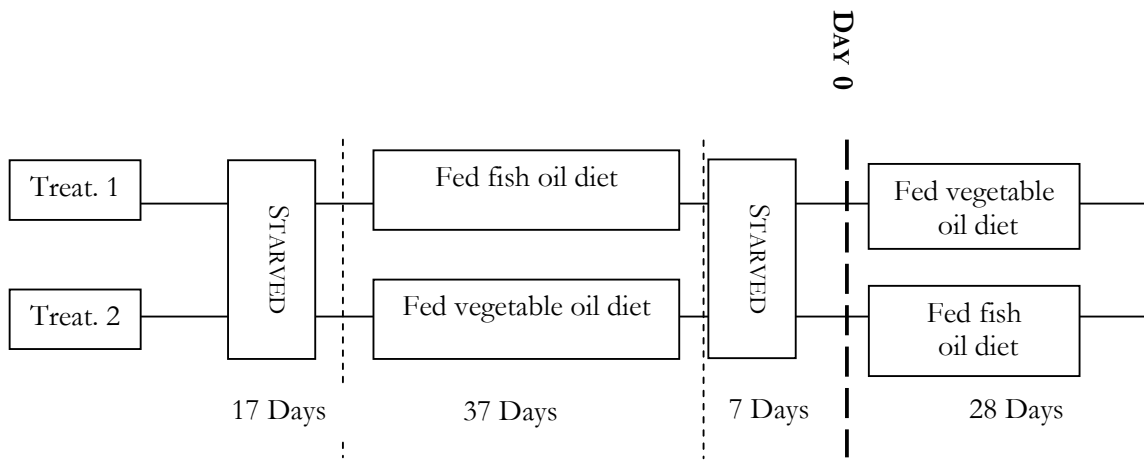 DAY 0
Treat. 1
STARVED
Fed fish oil diet
STARVED
Fed vegetable
oil diet
Treat. 2
Fed vegetable oil diet
Fed fish
oil diet
17 Days
37 Days
7 Days
28 Days